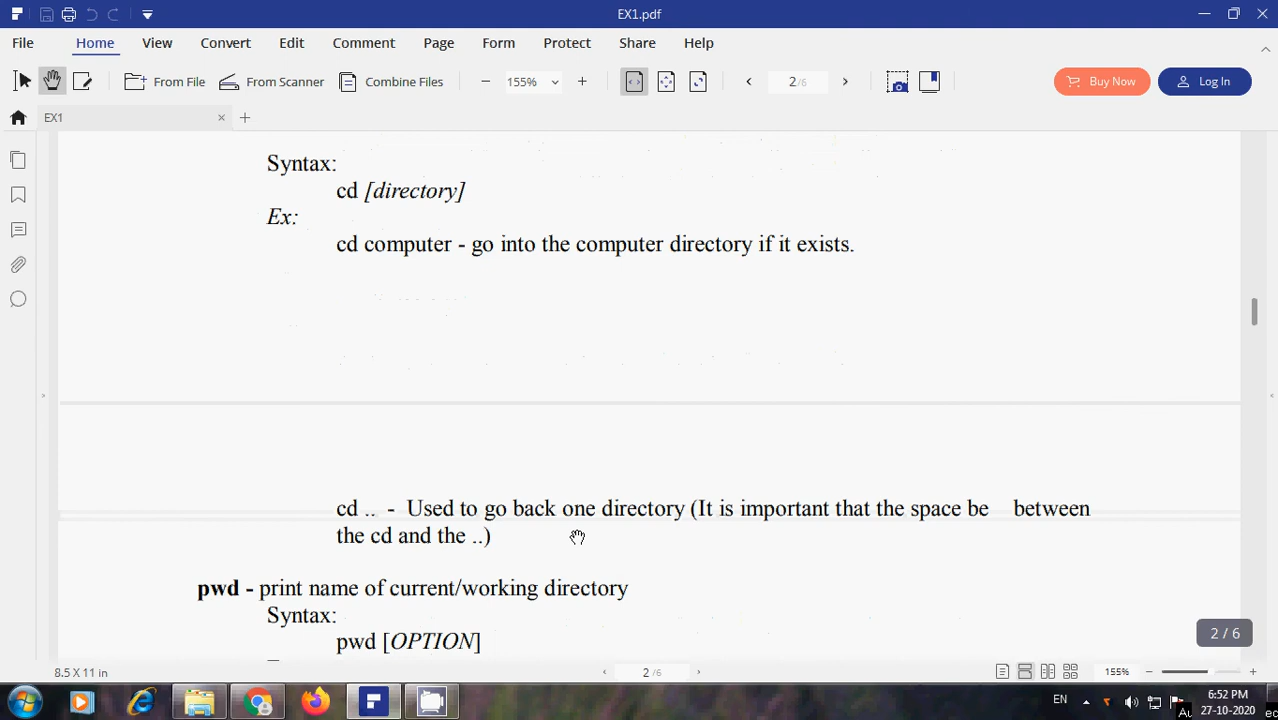 EX1.pdf
File Home View Convert Edit Comment Page Form Protect Share Help
From File From Scanner Combine Files 155% 2/6 Buy Now Log In
EX1
Syntax:
cd [directory]
Ex:
cd computer - go into the computer directory if it exists.
cd .. - Used to go back one directory (It is important that the space be between
the cd and the ..)
pwd - print name of current/working directory
Syntax:
pwd [OPTION]
2 / 6
8.5 X 11 in 2 /6 155%
EN 6:52 PM
27-10-2020